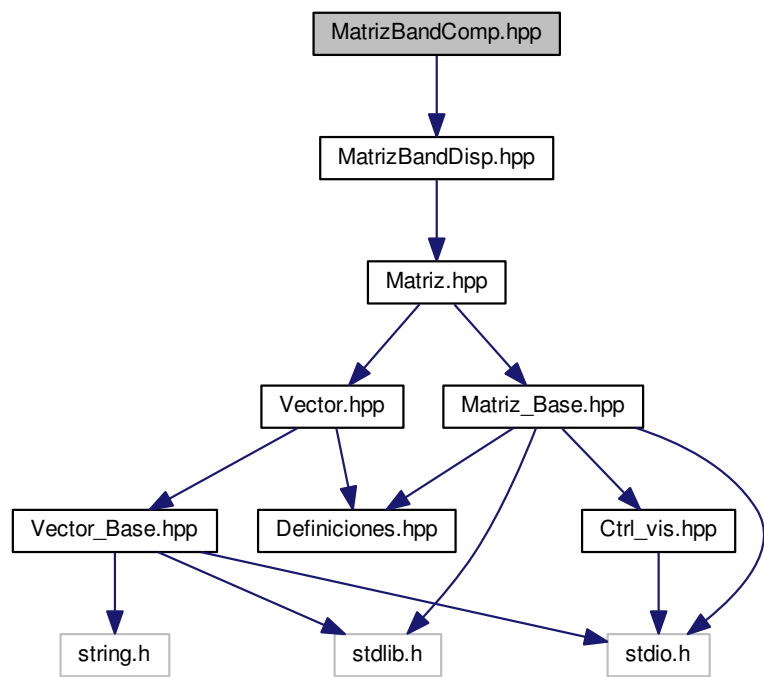 MatrizBandComp.hpp
MatrizBandDisp.hpp
Matriz.hpp
Vector.hpp
Matriz_Base.hpp
Vector_Base.hpp
Definiciones.hpp
Ctrl_vis.hpp
string.h
stdlib.h
stdio.h